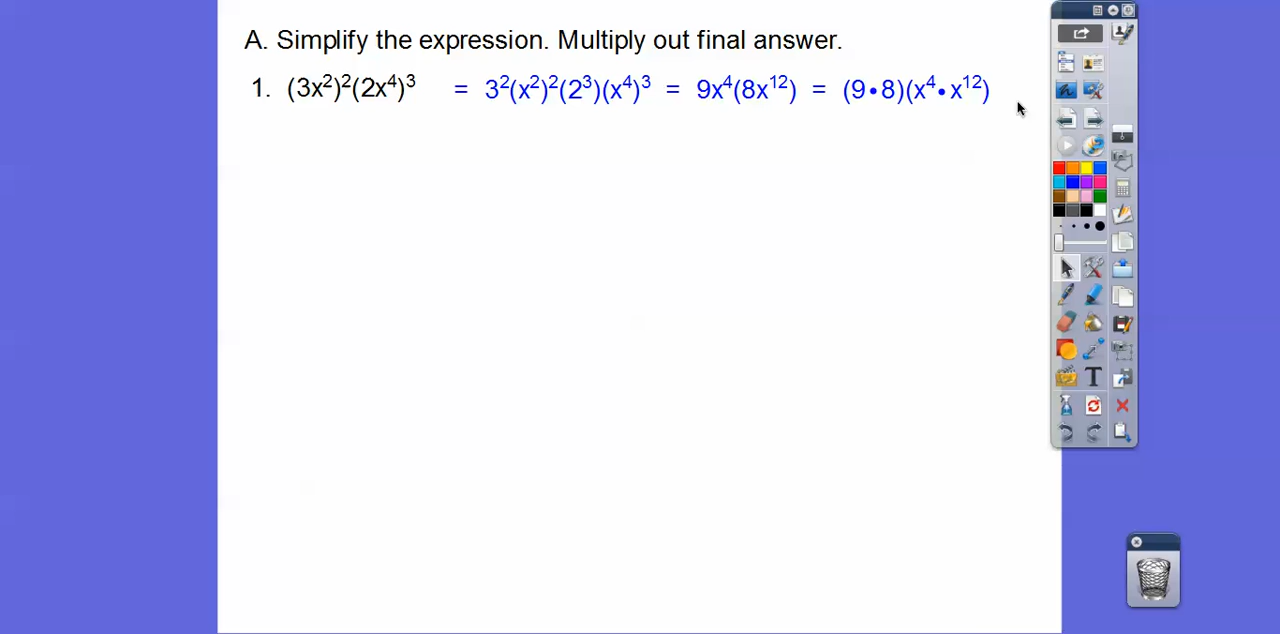 A. Simplify the expression. Multiply out final answer.
1. (3x²)²(2x⁴)³ = 3²(x²)²(2³)(x⁴)³ = 9x⁴(8x¹²) = (9•8)(x⁴•x¹²)